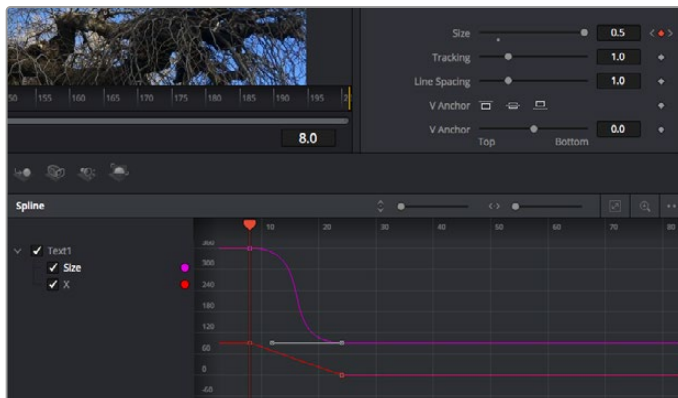 Size 0.5
Tracking 1.0
Line Spacing 1.0
V Anchor
V Anchor 0.0
Top Bottom
50 155 160 165 170 175 180 185 190 195
8.0
Spline
10 20 30 40 50 60 70 80
Text1
Size
X
360
300
240
180
120
60
0
-60